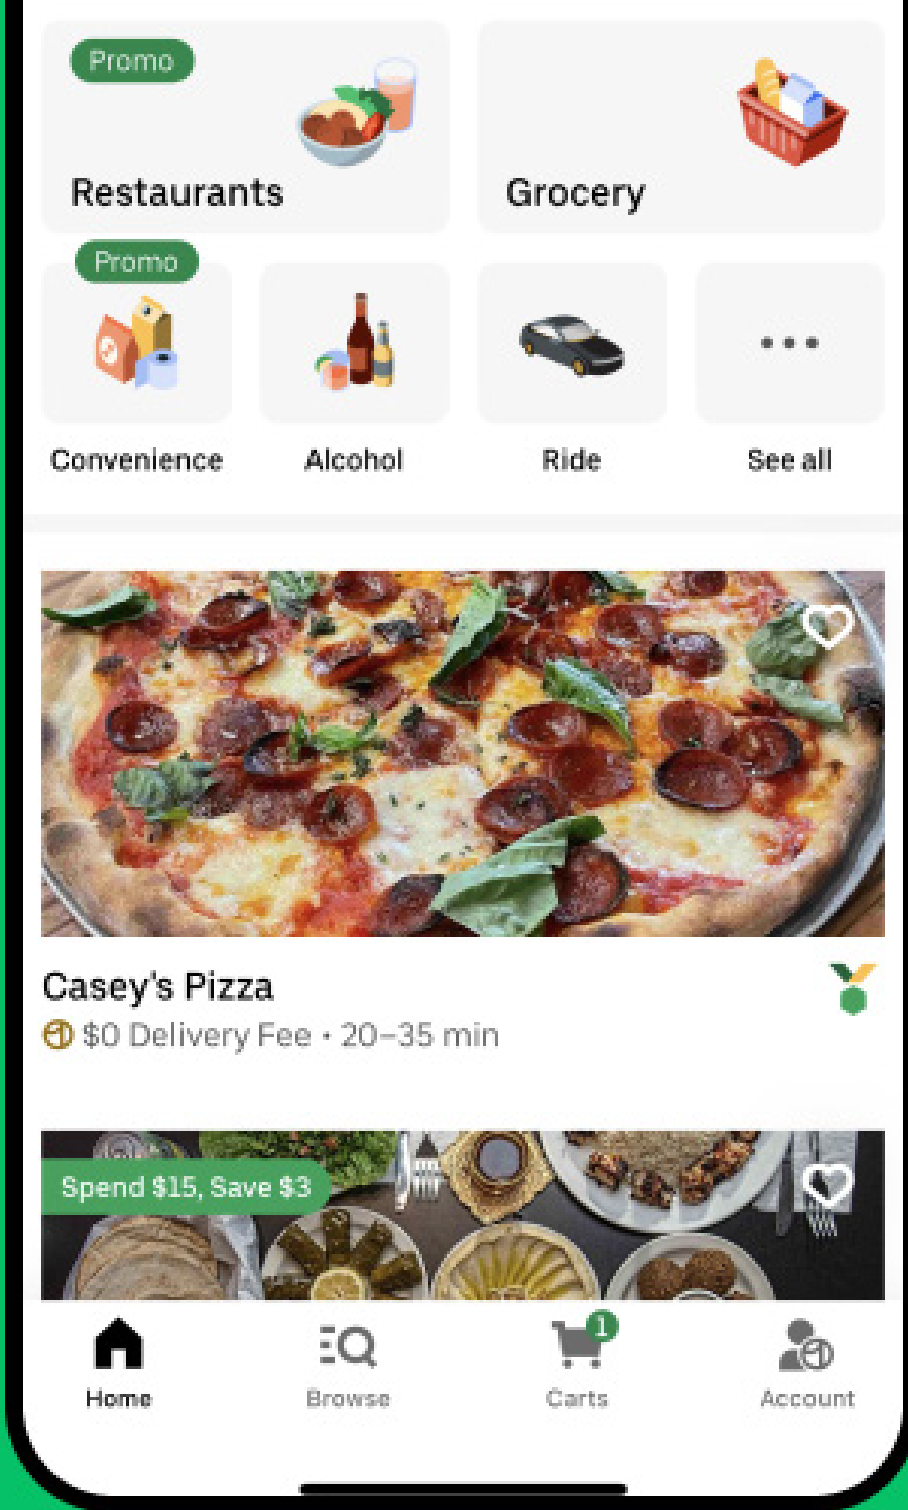 Promo
Restaurants
Grocery
Promo
Convenience
Alcohol
Ride
See all
Casey's Pizza
$0 Delivery Fee • 20–35 min
Spend $15, Save $3
1
Home
Browse
Carts
Account